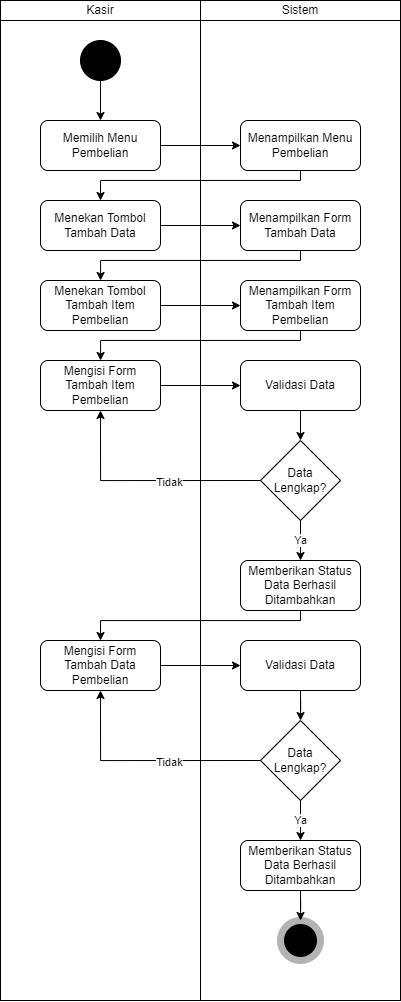 Kasir
Sistem
Memilih Menu
Pembelian
Menampilkan Menu
Pembelian
Menekan Tombol
Tambah Data
Menampilkan Form
Tambah Data
Menekan Tombol
Tambah Item
Pembelian
Menampilkan Form
Tambah Item
Pembelian
Mengisi Form
Tambah Item
Pembelian
Validasi Data
Data
Lengkap?
Tidak
Ya
Memberikan Status
Data Berhasil
Ditambahkan
Mengisi Form
Tambah Data
Pembelian
Validasi Data
Data
Lengkap?
Tidak
Ya
Memberikan Status
Data Berhasil
Ditambahkan